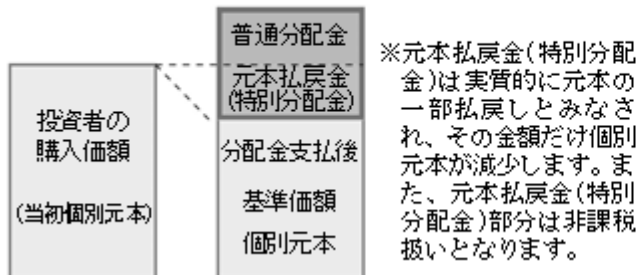 普通分配金
元本払戻金
(特別分配金)
投資者の
購入価額
(当初個別元本)
分配金支払後
基準価額
個別元本
※元本払戻金(特別分配
金)は実質的に元本の
一部払戻しとみなさ
れ、その金額だけ個別
元本が減少します。ま
た、元本払戻金(特別
分配金)部分は非課税
扱いとなります。